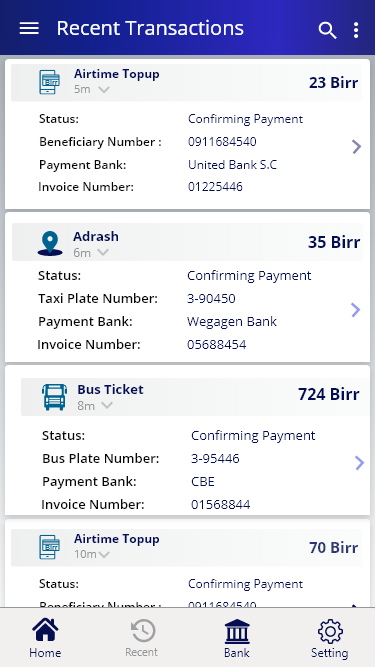 Recent Transactions
Airtime Topup
5m
23 Birr
Status: Confirming Payment
Beneficiary Number : 0911684540
Payment Bank: United Bank S.C
Invoice Number: 01225446
Adrash
6m
35 Birr
Status: Confirming Payment
Taxi Plate Number: 3-90450
Payment Bank: Wegagen Bank
Invoice Number: 05688454
Bus Ticket
8m
724 Birr
Status: Confirming Payment
Bus Plate Number: 3-95446
Payment Bank: CBE
Invoice Number: 01568844
Airtime Topup
10m
70 Birr
Status: Confirming Payment
Beneficiary Number : 0911684540
Home Recent Bank Setting